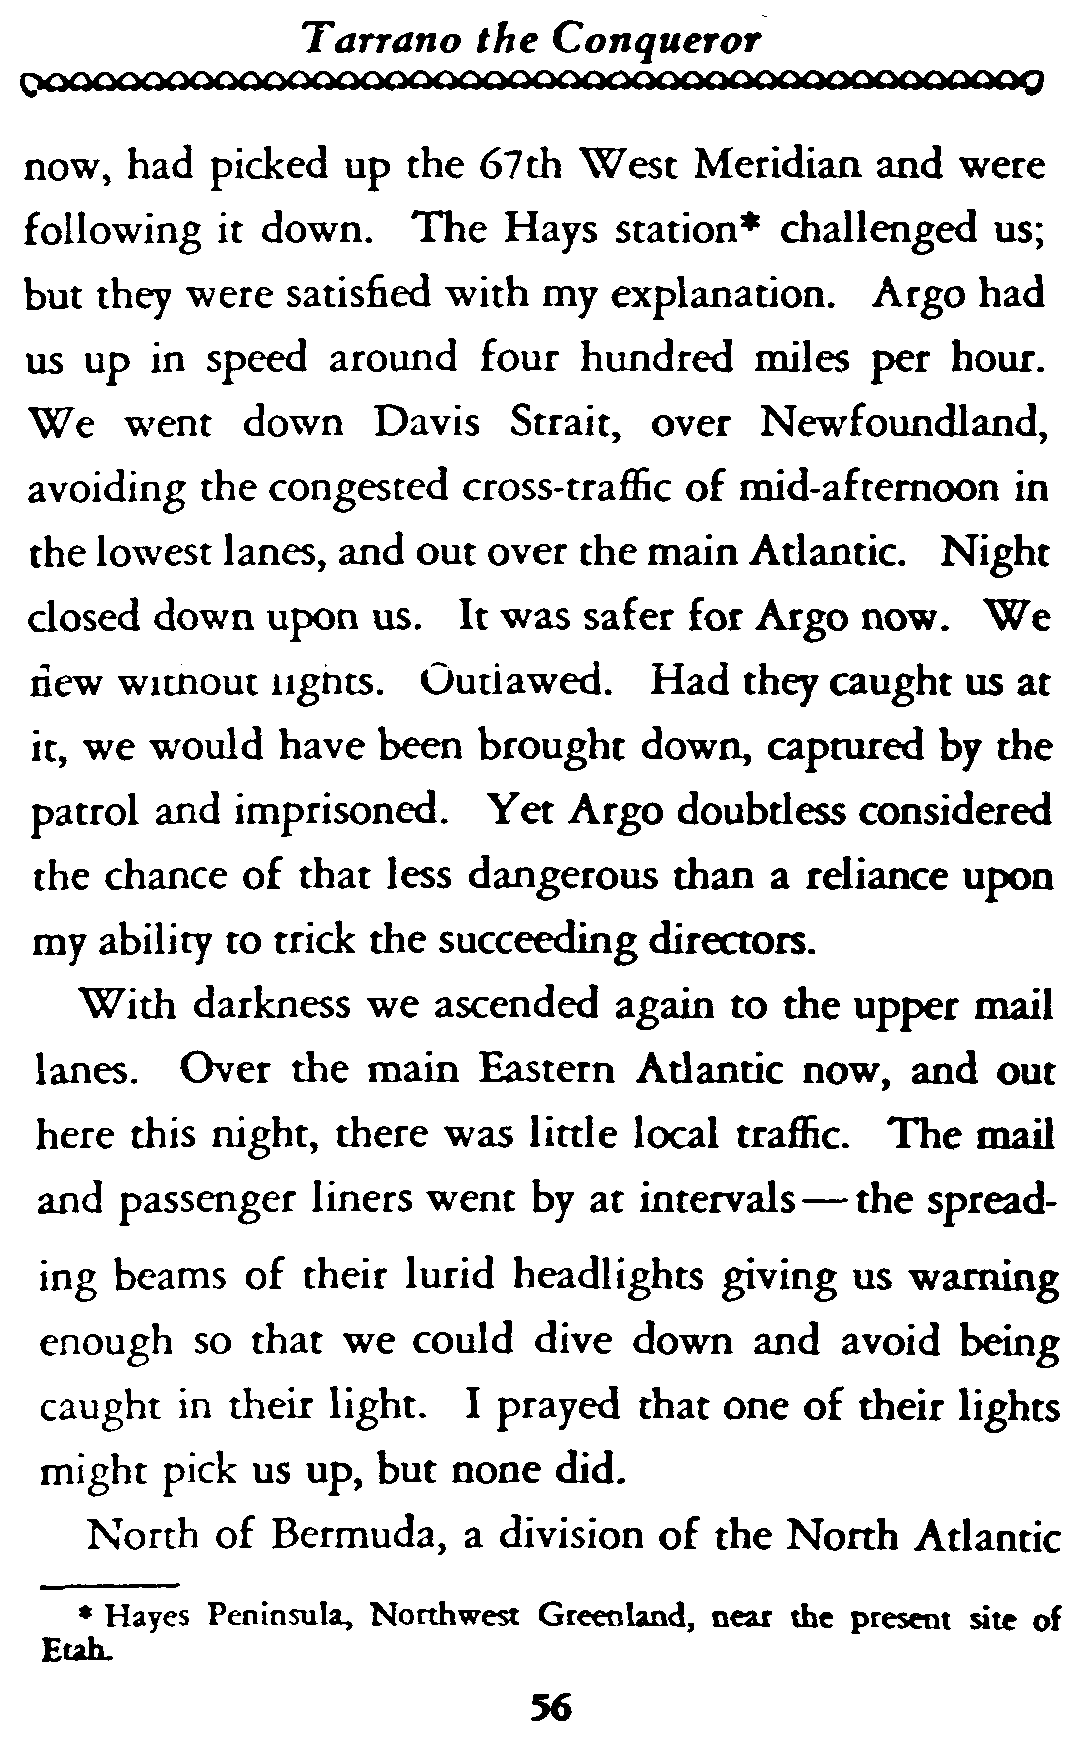 Tarrano the Conqueror
now, had picked up the 67th West Meridian and were
following it down. The Hays station* challenged us;
but they were satisfied with my explanation. Argo had
us up in speed around four hundred miles per hour.
We went down Davis Strait, over Newfoundland,
avoiding the congested cross-traffic of mid-afternoon in
the lowest lanes, and out over the main Atlantic. Night
closed down upon us. It was safer for Argo now. We
flew without lights. Outlawed. Had they caught us at
it, we would have been brought down, captured by the
patrol and imprisoned. Yet Argo doubtless considered
the chance of that less dangerous than a reliance upon
my ability to trick the succeeding directors.
With darkness we ascended again to the upper mail
lanes. Over the main Eastern Atlantic now, and out
here this night, there was little local traffic. The mail
and passenger liners went by at intervals—the spread-
ing beams of their lurid headlights giving us warning
enough so that we could dive down and avoid being
caught in their light. I prayed that one of their lights
might pick us up, but none did.
North of Bermuda, a division of the North Atlantic
* Hayes Peninsula, Northwest Greenland, near the present site of
Etah.
56